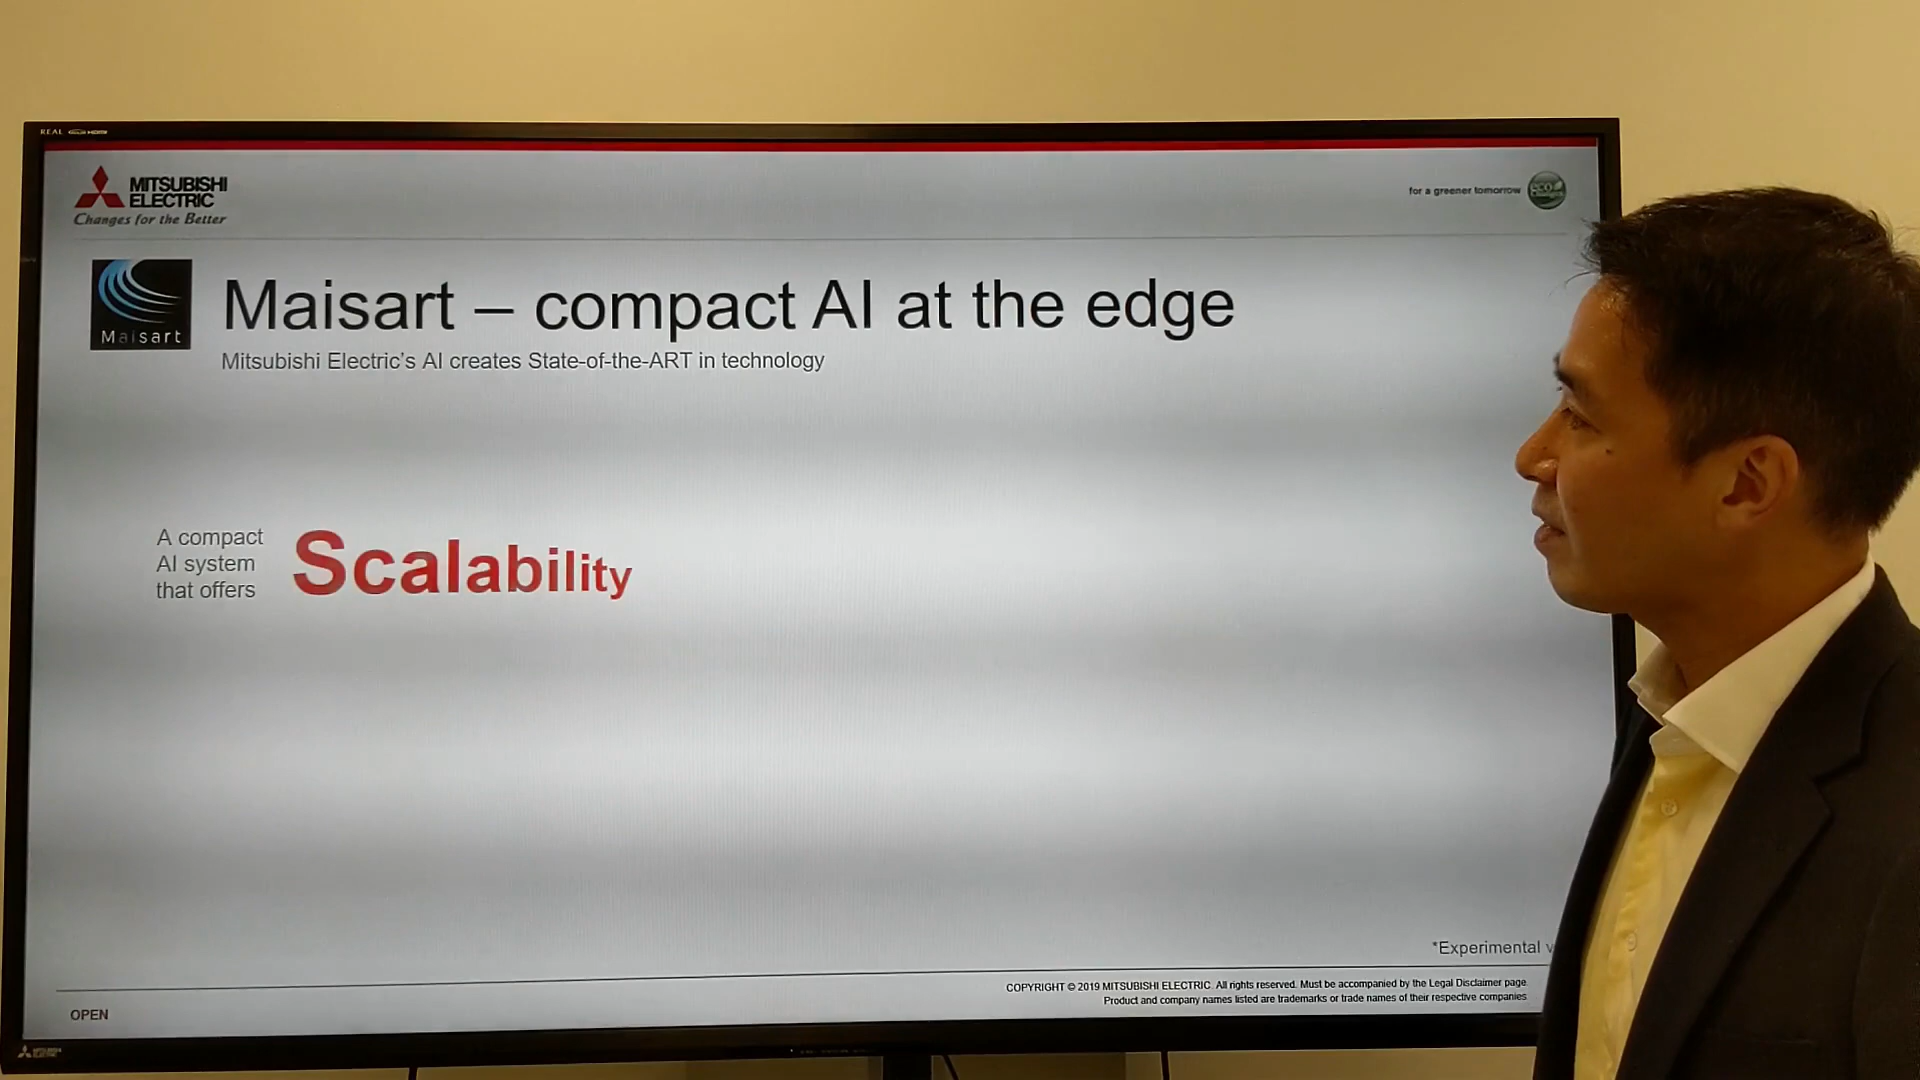 REAL
MITSUBISHI
ELECTRIC
Changes for the Better
for a greener tomorrow
eco
Maisart
Maisart – compact AI at the edge
Mitsubishi Electric's AI creates State-of-the-ART in technology
A compact
AI system
that offers
Scalability
*Experimental
COPYRIGHT © 2019 MITSUBISHI ELECTRIC. All rights reserved. Must be accompanied by the Legal Disclaimer page.
Product and company names listed are trademarks or trade names of their respective companies
OPEN
MITSUBISHI
ELECTRIC